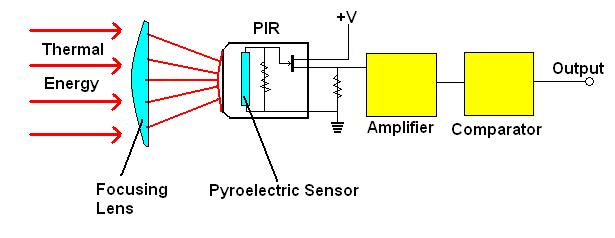 PIR
+V
Thermal
Energy
Output
Amplifier
Comparator
Focusing
Lens
Pyroelectric Sensor